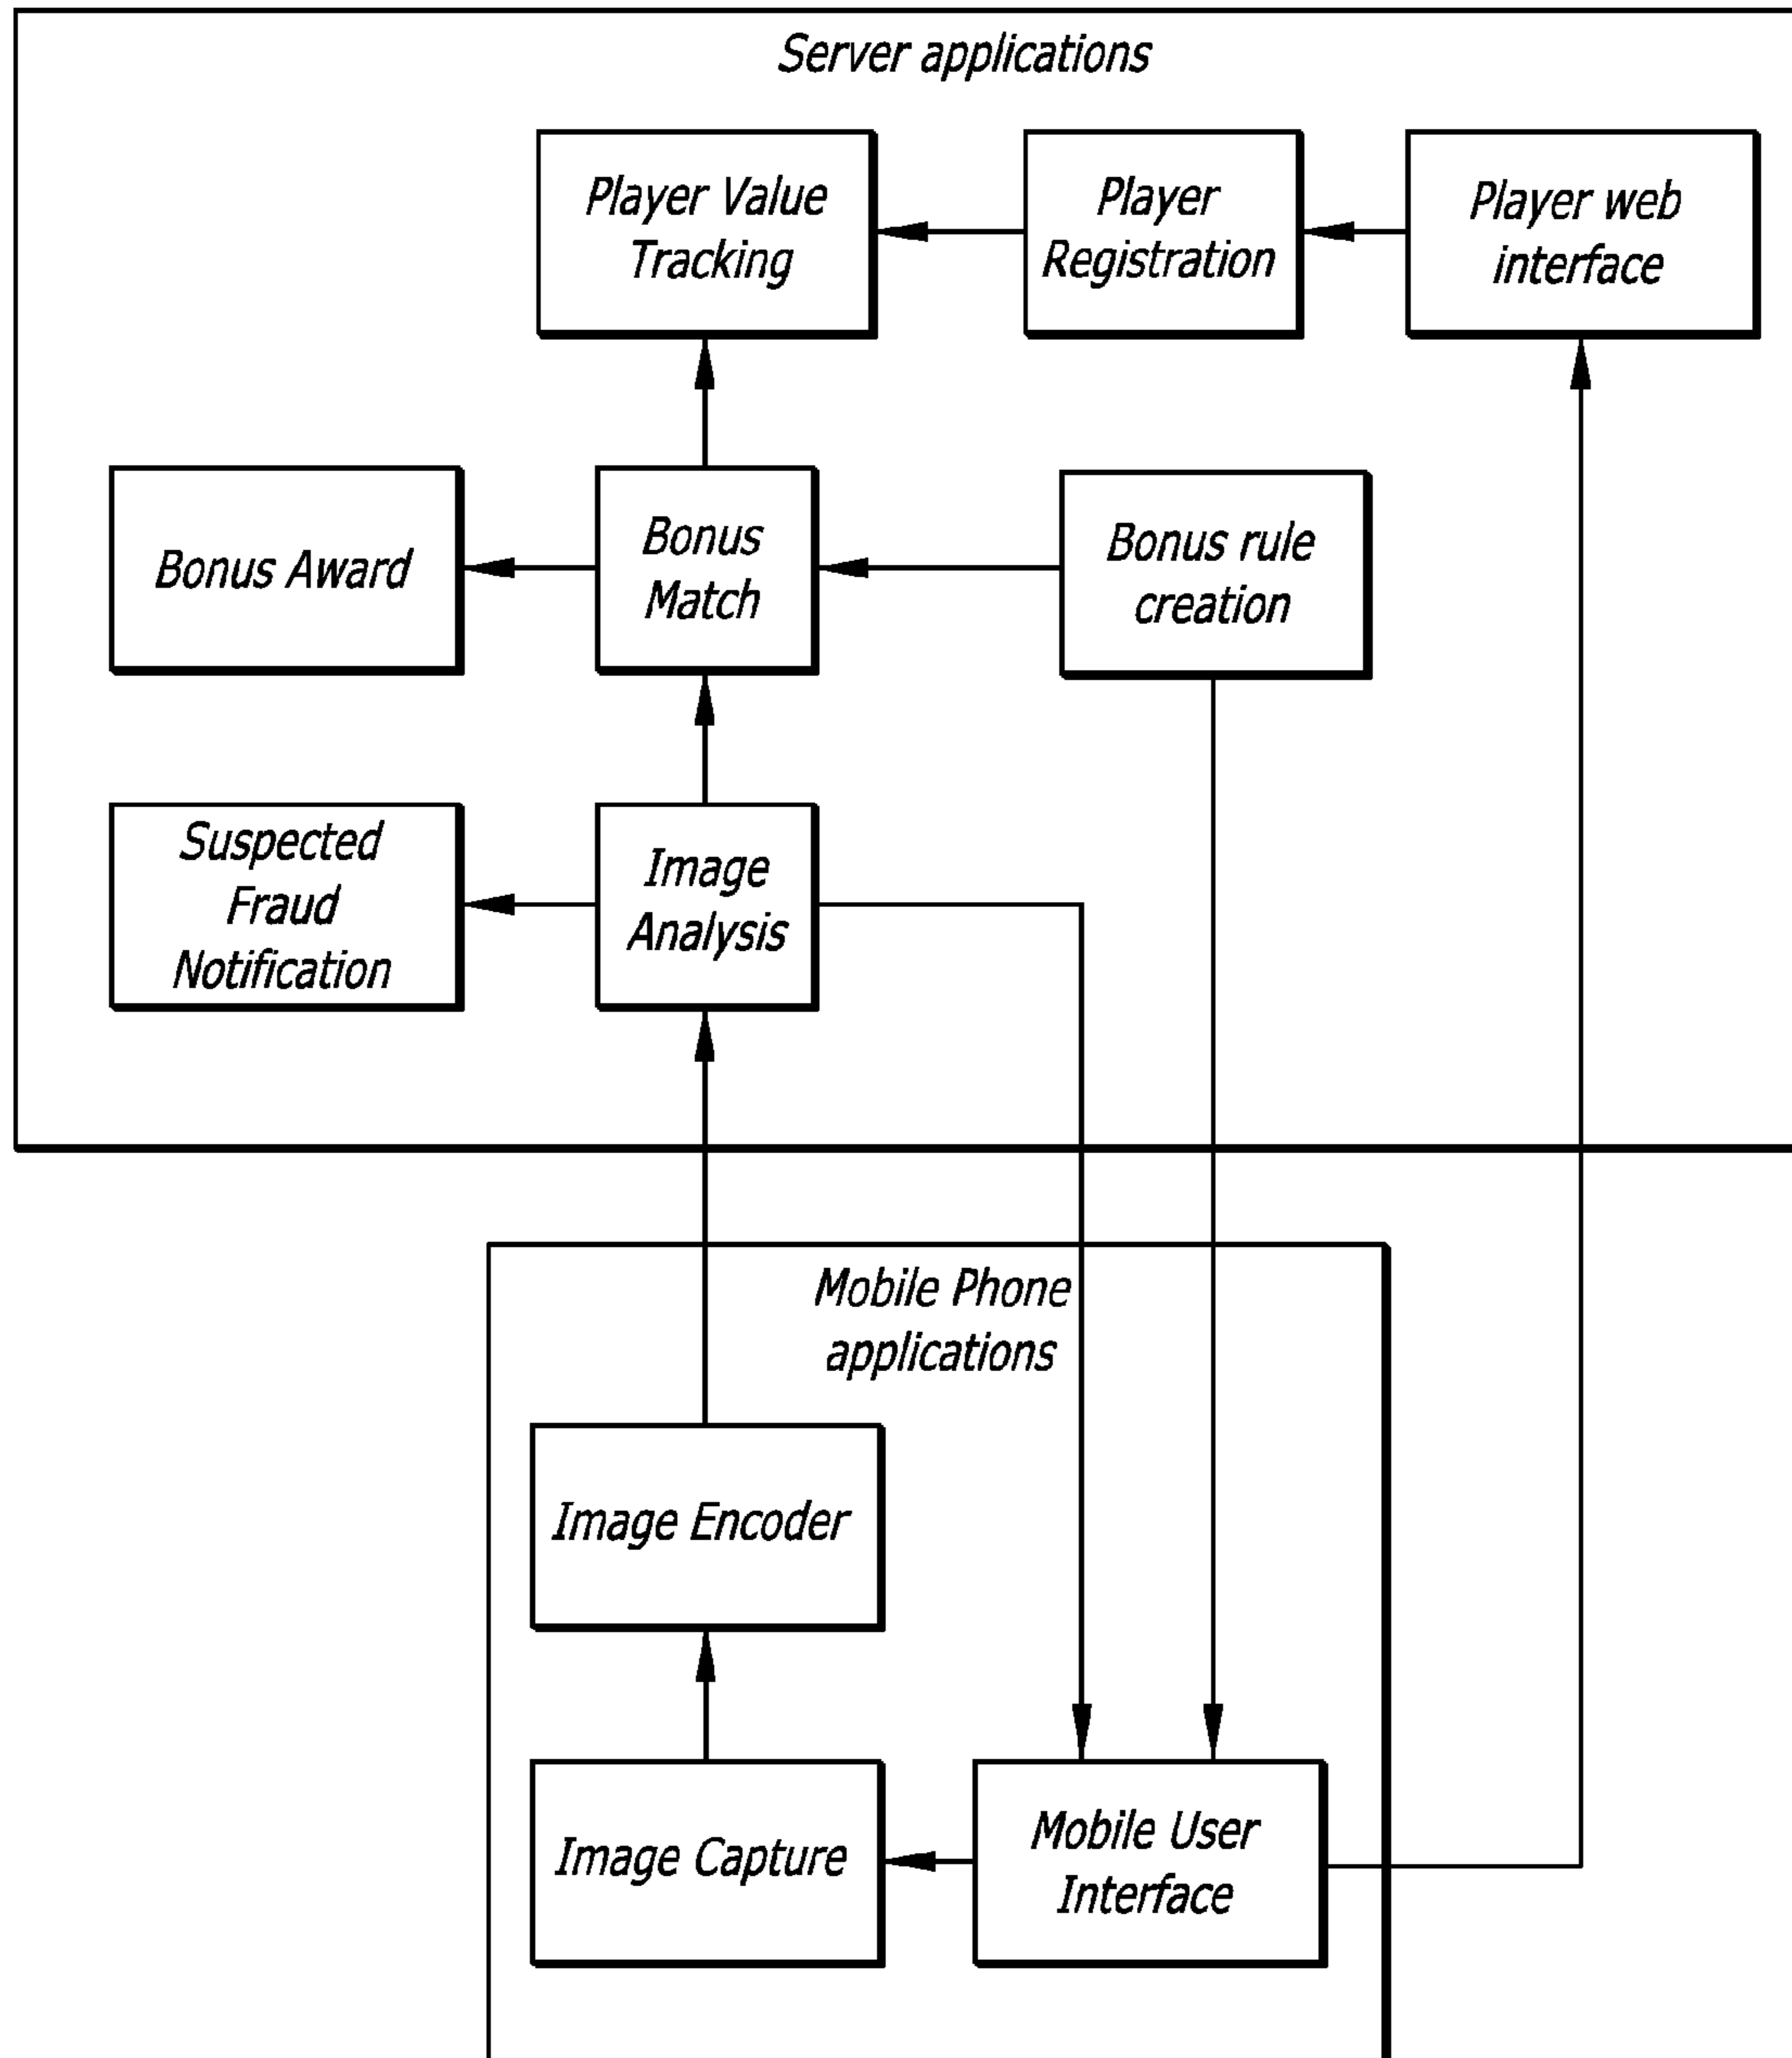 Server applications
Player Value
Tracking
Player
Registration
Player web
interface
Bonus Award
Bonus
Match
Bonus rule
creation
Suspected
Fraud
Notification
Image
Analysis
Mobile Phone
applications
Image Encoder
Image Capture
Mobile User
Interface